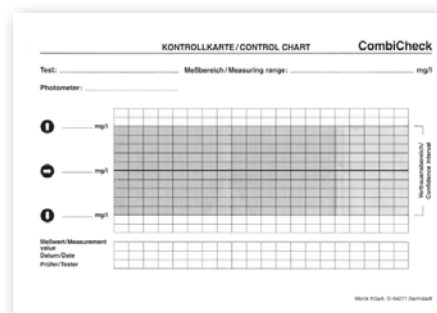 KONTROLLKARTE/CONTROL CHART CombiCheck
Test: Meßbereich/Measuring range: mg/l
Photometer:
mg/l
mg/l
mg/l
Vertrauensbereich/
Confidence interval
Meßwert/Measurement
value
Datum/Date
Prüfer/Tester
Merck KGaA, D-64271 Darmstadt